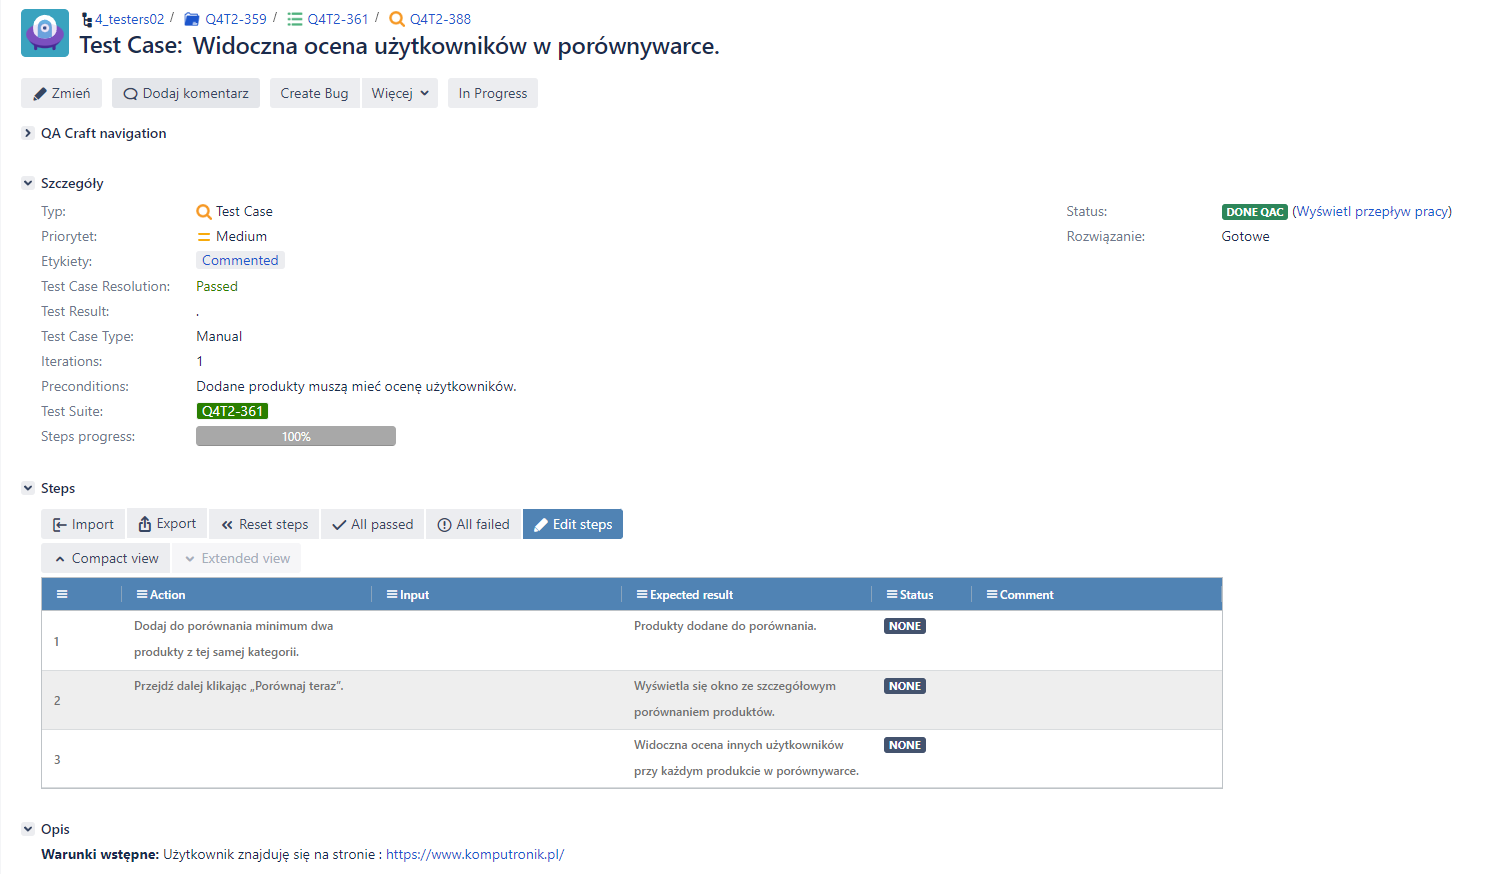 4_testers02 / Q4T2-359 / Q4T2-361 / Q4T2-388
Test Case: Widoczna ocena użytkowników w porównywarce.
Zmień Dodaj komentarz Create Bug Więcej In Progress
QA Craft navigation
Szczegóły
Typ: Test Case
Priorytet: Medium
Etykiety: Commented
Test Case Resolution: Passed
Test Result: .
Test Case Type: Manual
Iterations: 1
Preconditions: Dodane produkty muszą mieć ocenę użytkowników.
Test Suite: Q4T2-361
Steps progress: 100%
Status: DONE QAC (Wyświetl przepływ pracy)
Rozwiązanie: Gotowe
Steps
Import Export Reset steps All passed All failed Edit steps
Compact view Extended view
Action Input Expected result Status Comment
1 Dodaj do porównania minimum dwa produkty z tej samej kategorii. Produkty dodane do porównania. NONE
2 Przejdź dalej klikając „Porównaj teraz”. Wyświetla się okno ze szczegółowym porównaniem produktów. NONE
3 Widoczna ocena innych użytkowników przy każdym produkcie w porównywarce. NONE
Opis
Warunki wstępne: Użytkownik znajduję się na stronie : https://www.komputronik.pl/